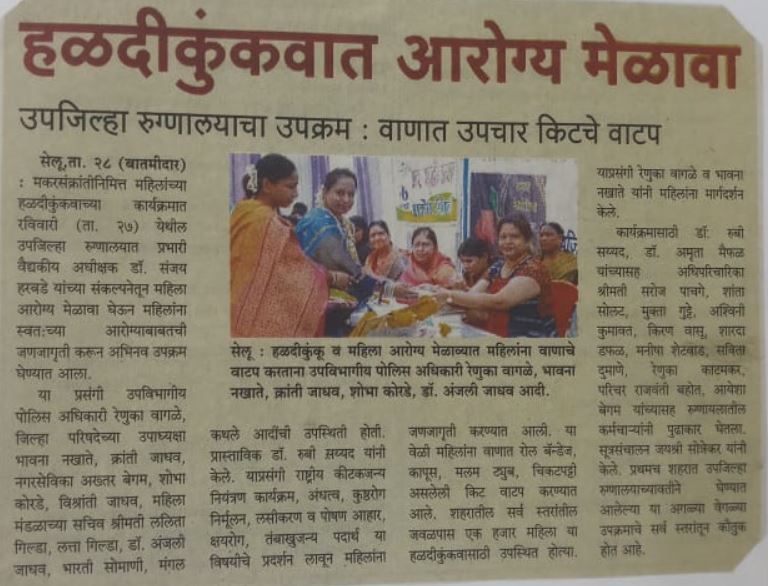 हळदीकुंकवात आरोग्य मेळावा
उपजिल्हा रुग्णालयाचा उपक्रम : वाणात उपचार किटचे वाटप
सेलू,ता. २८ (बातमीदार)
: मकरसंक्रांतीनिमित्त महिलांच्या
हळदीकुंकवाच्या कार्यक्रमात
रविवारी (ता. २७) येथील
उपजिल्हा रुग्णालयात प्रभारी
वैद्यकीय अधीक्षक डॉ. संजय
हरबडे यांच्या संकल्पनेतून महिला
आरोग्य मेळावा घेऊन महिलांना
स्वत:च्या आरोग्याबाबतची
जणजागृती करून अभिनव उपक्रम
घेण्यात आला.
या प्रसंगी उपविभागीय
पोलिस अधिकारी रेणुका वागळे,
जिल्हा परिषदेच्या उपाध्यक्षा
भावना नखाते, क्रांती जाधव,
नगरसेविका अख्तर बेगम, शोभा
कोरडे, विश्रांती जाधव, महिला
मंडळाच्या सचिव श्रीमती ललिता
गिल्डा, लत्ता गिल्डा, डॉ. अंजली
जाधव, भारती सोमाणी, मंगल
सेलू : हळदीकुंकू व महिला आरोग्य मेळाव्यात महिलांना वाणाचे
वाटप करताना उपविभागीय पोलिस अधिकारी रेणुका वागळे, भावना
नखाते, क्रांती जाधव, शोभा कोरडे, डॉ. अंजली जाधव आदी.
कथले आदींची उपस्थिती होती.
प्रास्ताविक डॉ. रुबी सय्यद यांनी
केले. याप्रसंगी राष्ट्रीय कीटकजन्य
नियंत्रण कार्यक्रम, अंधत्व, कुष्ठरोग
निर्मूलन, लसीकरण व पोषण आहार,
क्षयरोग, तंबाखुजन्य पदार्थ या
विषयीचे प्रदर्शन लावून महिलांना
जणजागृती करण्यात आली. या
वेळी महिलांना वाणात रोल बॅन्डेज,
कापूस, मलम ट्युब, चिकटपट्टी
असलेली किट वाटप करण्यात
आले. शहरातील सर्व स्तरांतील
जवळपास एक हजार महिला या
हळदीकुंकवासाठी उपस्थित होत्या.
याप्रसंगी रेणुका वागळे व भावना
नखाते यांनी महिलांना मार्गदर्शन
केले.
कार्यक्रमासाठी डॉ: रुबी
सय्यद, डॉ. अमृता मैफळ
यांच्यासह अधिपरिचारिका
श्रीमती सरोज पाचगे, शांता
सोलट, मुक्ता गुट्टे, अश्विनी
कुमावत, किरण वासू, शारदा
डफळ, मनीषा शेटवाड, सविता
दुमाणे, रेणुका काटमकर,
परिचर राजवंती बहोत, आयेशा
बेगम यांच्यासह रुग्णायलातील
कर्मचाऱ्यांनी पुढाकार घेतला.
सूत्रसंचालन जयश्री सोन्नेकर यांनी
केले. प्रथमच शहरात उपजिल्हा
रुग्णालयाच्यावतीने घेण्यात
आलेल्या या अगळ्या वेगळ्या
उपक्रमाचे सर्व स्तरांतून कौतुक
होत आहे.